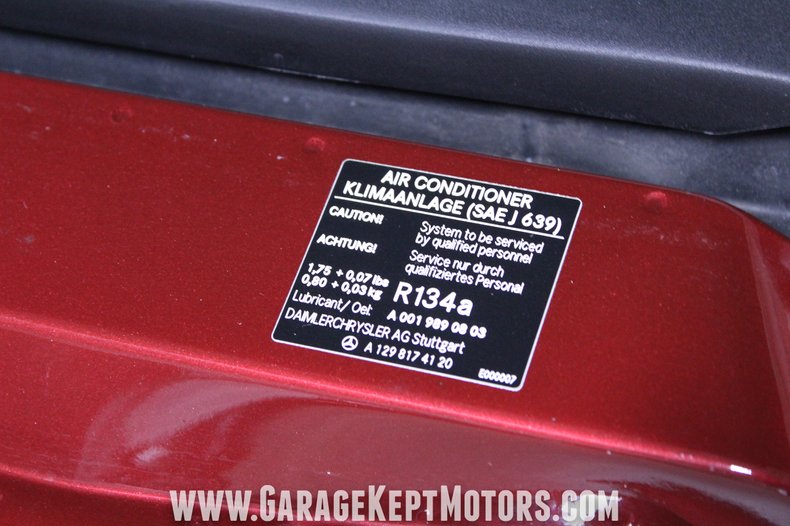 AIR CONDITIONER
KLIMAANLAGE (SAE J 639)
CAUTION! System to be serviced
by qualified personnel
ACHTUNG! Service nur durch
qualifiziertes Personal
1,75 + 0,07 lbs
0,80 + 0,03 kg R134a
Lubricant/Oel: A 001 989 08 03
DAIMLERCHRYSLER AG Stuttgart
A 129 817 41 20
E000007
WWW.GARAGEKEPTMOTORS.COM